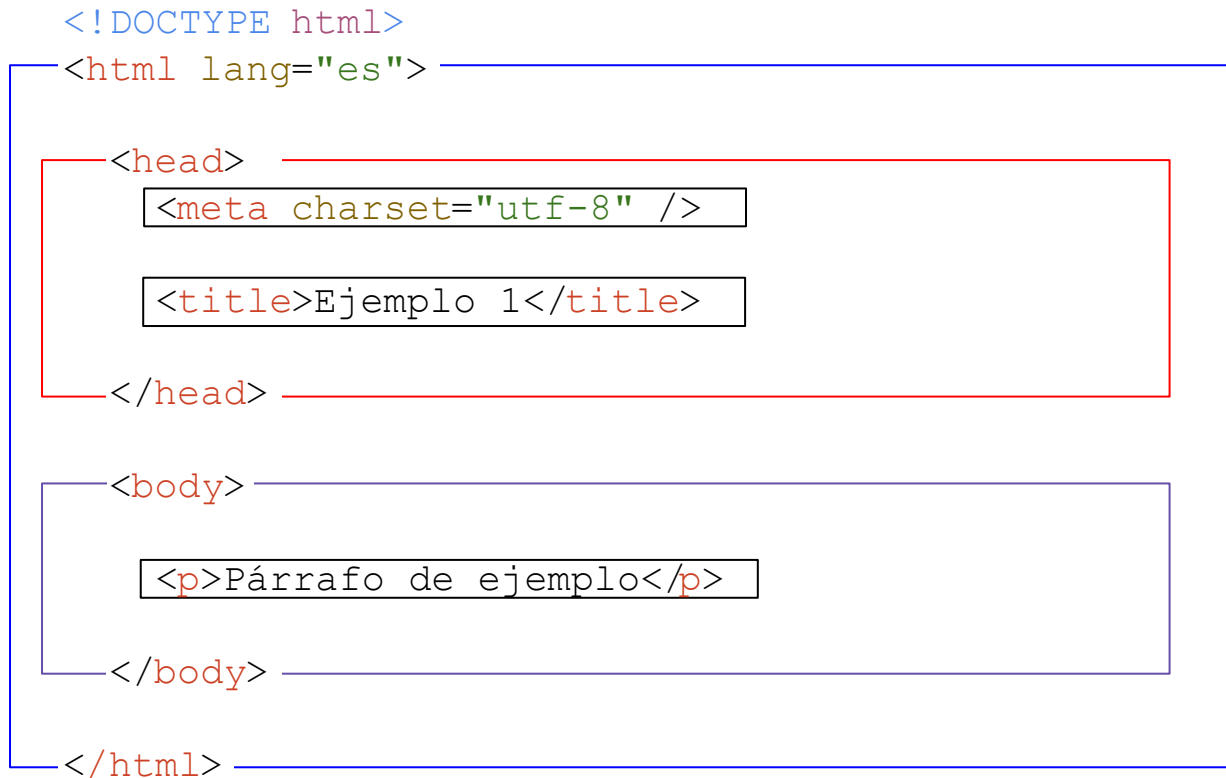 <!DOCTYPE html>
<html lang="es">
<head>
<meta charset="utf-8" />
<title>Ejemplo 1</title>
</head>
<body>
<p>Párrafo de ejemplo</p>
</body>
</html>